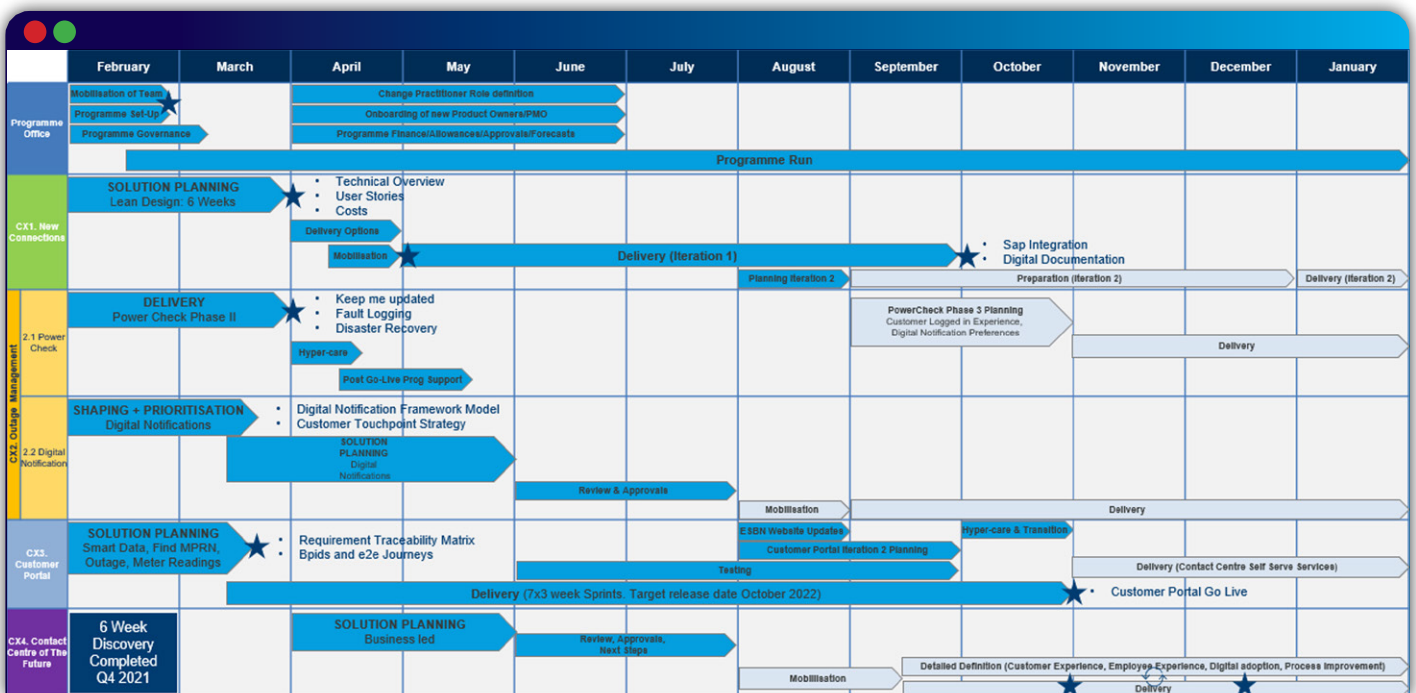 February March April May June July August September October November December January
Programme
Office
Mobilisation of Team
Programme Set-Up
Programme Governance
Change Practitioner Role definition
Onboarding of new Product Owners/PMO
Programme Finance/Allowances/Approvals/Forecasts
Programme Run
CX1. New
Connections
SOLUTION PLANNING
Lean Design: 6 Weeks
• Technical Overview
• User Stories
• Costs
Delivery Options
Mobilisation
Delivery (Iteration 1)
• Sap Integration
• Digital Documentation
Planning Iteration 2
Preparation (Iteration 2)
Delivery (Iteration 2)
CX2. Outage Management
2.1 Power
Check
DELIVERY
Power Check Phase II
• Keep me updated
• Fault Logging
• Disaster Recovery
Hyper-care
Post Go-Live Prog Support
PowerCheck Phase 3 Planning
Customer Logged in Experience,
Digital Notification Preferences
Delivery
2.2 Digital
Notification
SHAPING + PRIORITISATION
Digital Notifications
• Digital Notification Framework Model
• Customer Touchpoint Strategy
SOLUTION
PLANNING
Digital
Notifications
Review & Approvals
Mobilisation
Delivery
CX3.
Customer
Portal
SOLUTION PLANNING
Smart Data, Find MPRN,
Outage, Meter Readings
• Requirement Traceability Matrix
• Bpids and e2e Journeys
ESBN Website Updates
Hyper-care & Transition
Customer Portal Iteration 2 Planning
Testing
Delivery (Contact Centre Self Serve Services)
Delivery (7x3 week Sprints. Target release date October 2022)
• Customer Portal Go Live
CX4. Contact
Centre of The
Future
6 Week
Discovery
Completed
Q4 2021
SOLUTION PLANNING
Business led
Review, Approvals,
Next Steps
Mobilisation
Detailed Definition (Customer Experience, Employee Experience, Digital adoption, Process Improvement)
Delivery